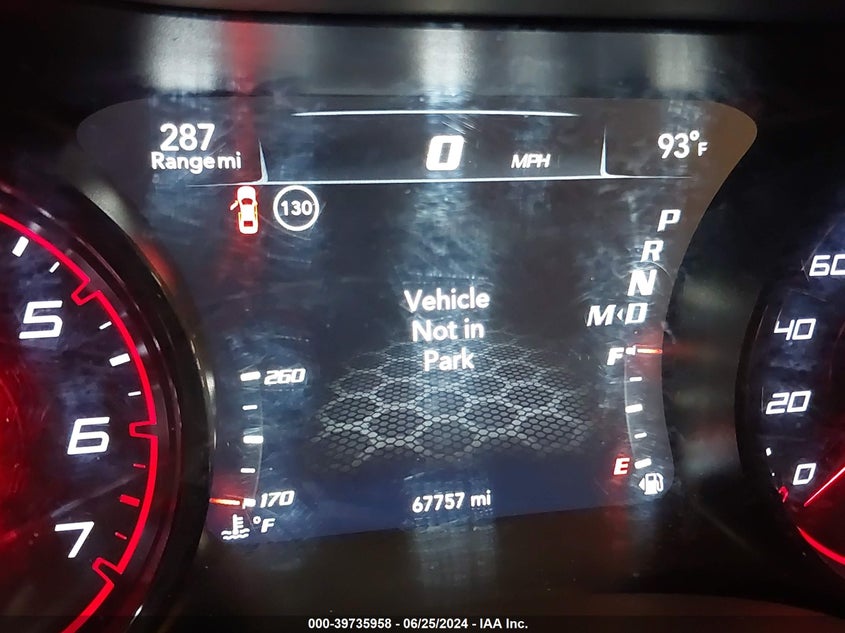 287
Range mi
0 MPH
93°F
130
P
R
N
M D
Vehicle
Not in
Park
F
E
260
170
°F
67757 mi
5
6
7
60
40
20
0
000-39735958 - 06/25/2024 - IAA Inc.